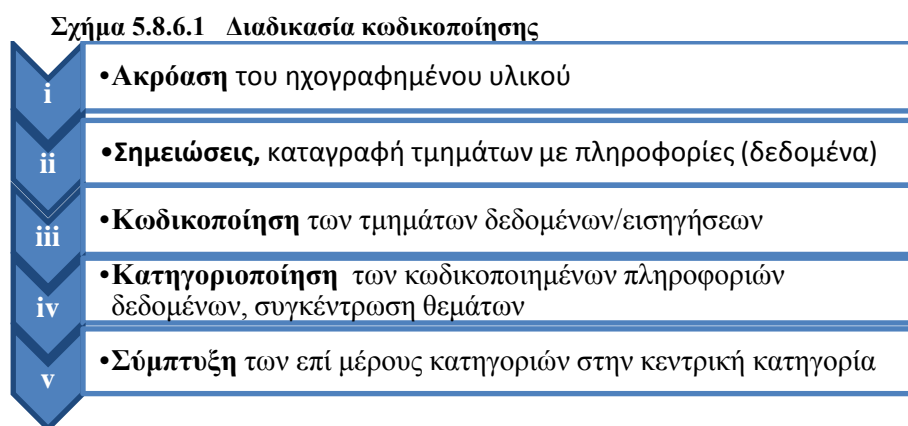 Σχήμα 5.8.6.1 Διαδικασία κωδικοποίησης
i
•Ακρόαση του ηχογραφημένου υλικού
ii
•Σημειώσεις, καταγραφή τμημάτων με πληροφορίες (δεδομένα)
iii
•Κωδικοποίηση των τμημάτων δεδομένων/εισηγήσεων
iv
•Κατηγοριοποίηση των κωδικοποιημένων πληροφοριών
δεδομένων, συγκέντρωση θεμάτων
v
•Σύμπτυξη των επί μέρους κατηγοριών στην κεντρική κατηγορία